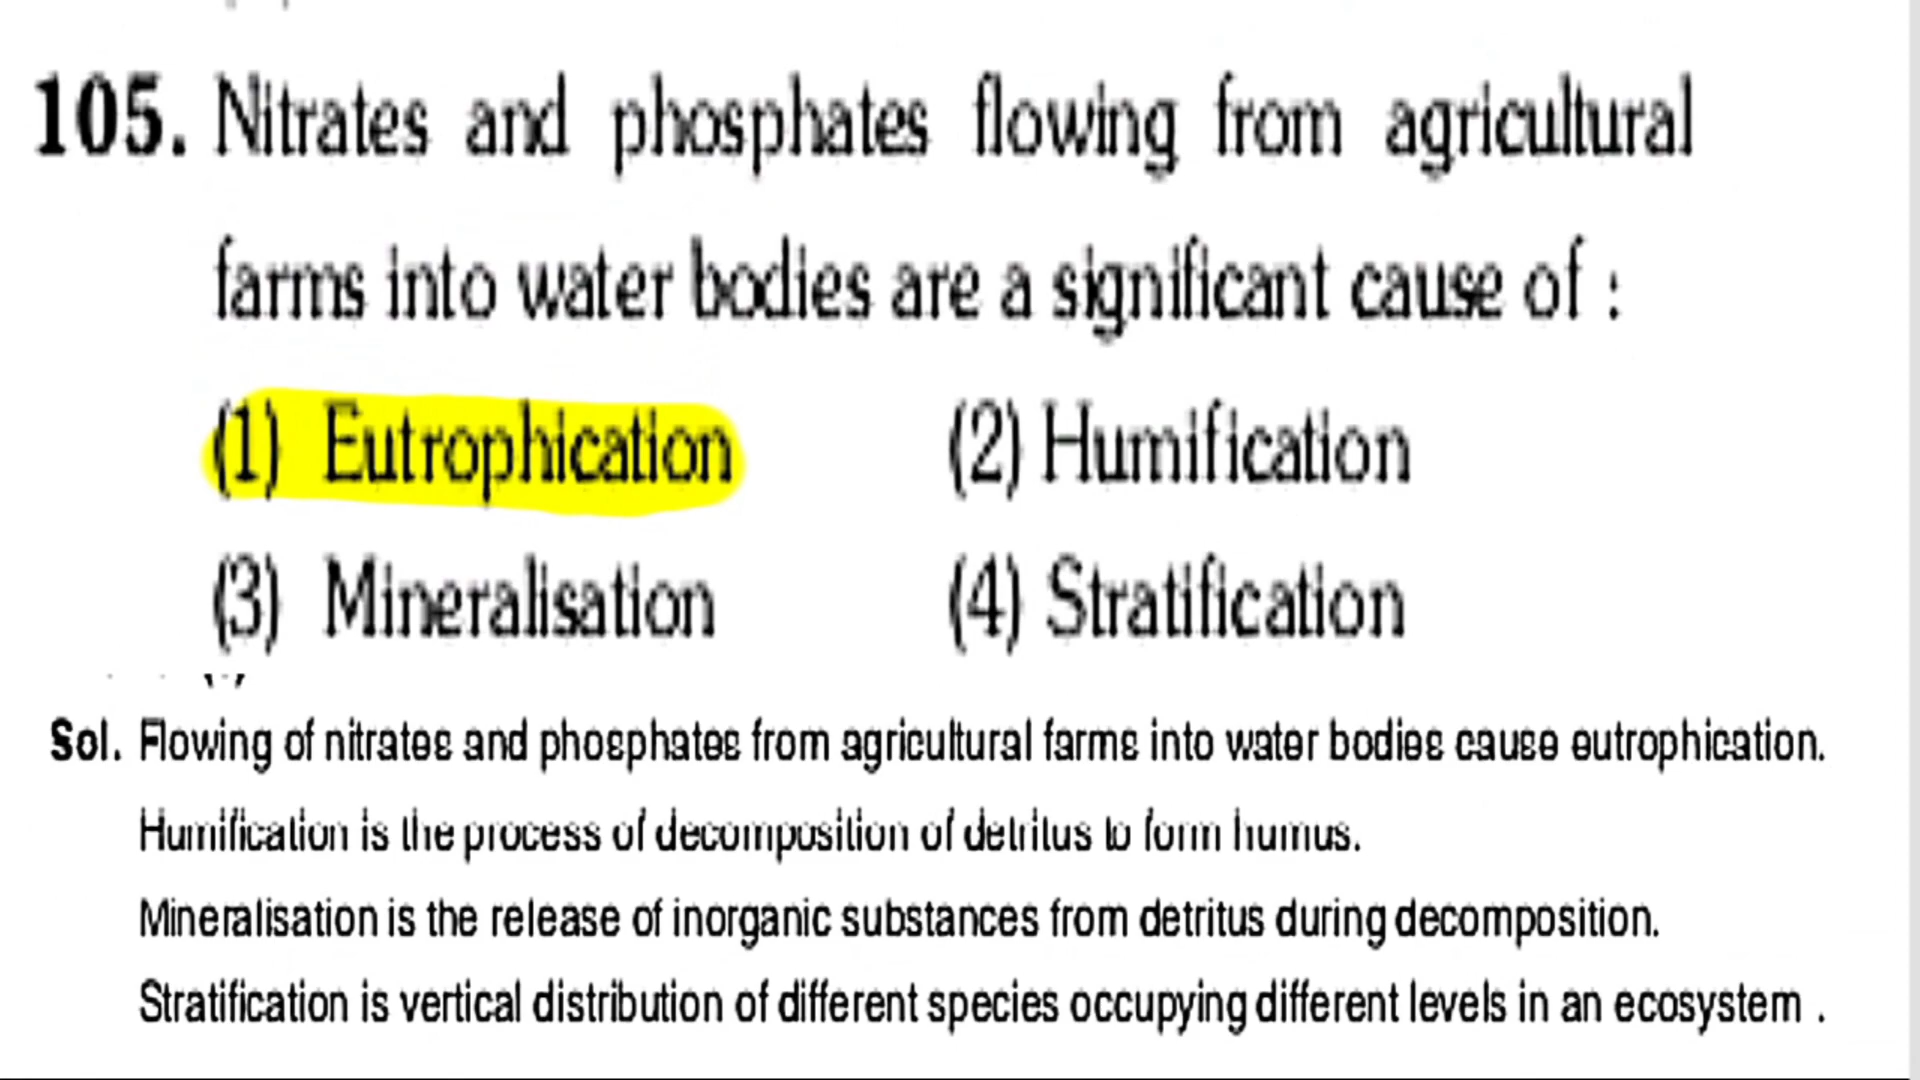 105. Nitrates and phosphates flowing from agricultural
farms into water bodies are a significant cause of :
(1) Eutrophication (2) Humification
(3) Mineralisation (4) Stratification
Sol. Flowing of nitrates and phosphates from agricultural farms into water bodies cause eutrophication.
Humification is the process of decomposition of detritus to form humus.
Mineralisation is the release of inorganic substances from detritus during decomposition.
Stratification is vertical distribution of different species occupying different levels in an ecosystem .